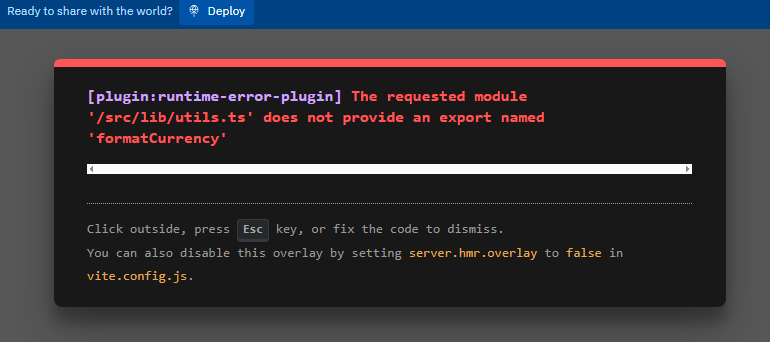 Ready to share with the world? Deploy
[plugin:runtime-error-plugin] The requested module
'/src/lib/utils.ts' does not provide an export named
'formatCurrency'
Click outside, press Esc key, or fix the code to dismiss.
You can also disable this overlay by setting server.hmr.overlay to false in
vite.config.js.